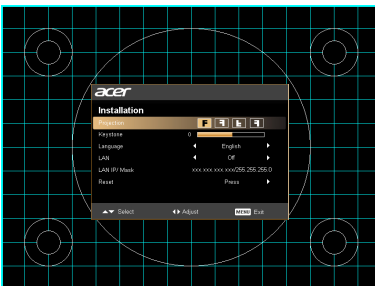 acer
Installation
Projection F F F F
Keystone 0
Language English
LAN Off
LAN IP/ Mask xxx.xxx.xxx.xxx/255.255.255.0
Reset Press
Select Adjust MENU Exit